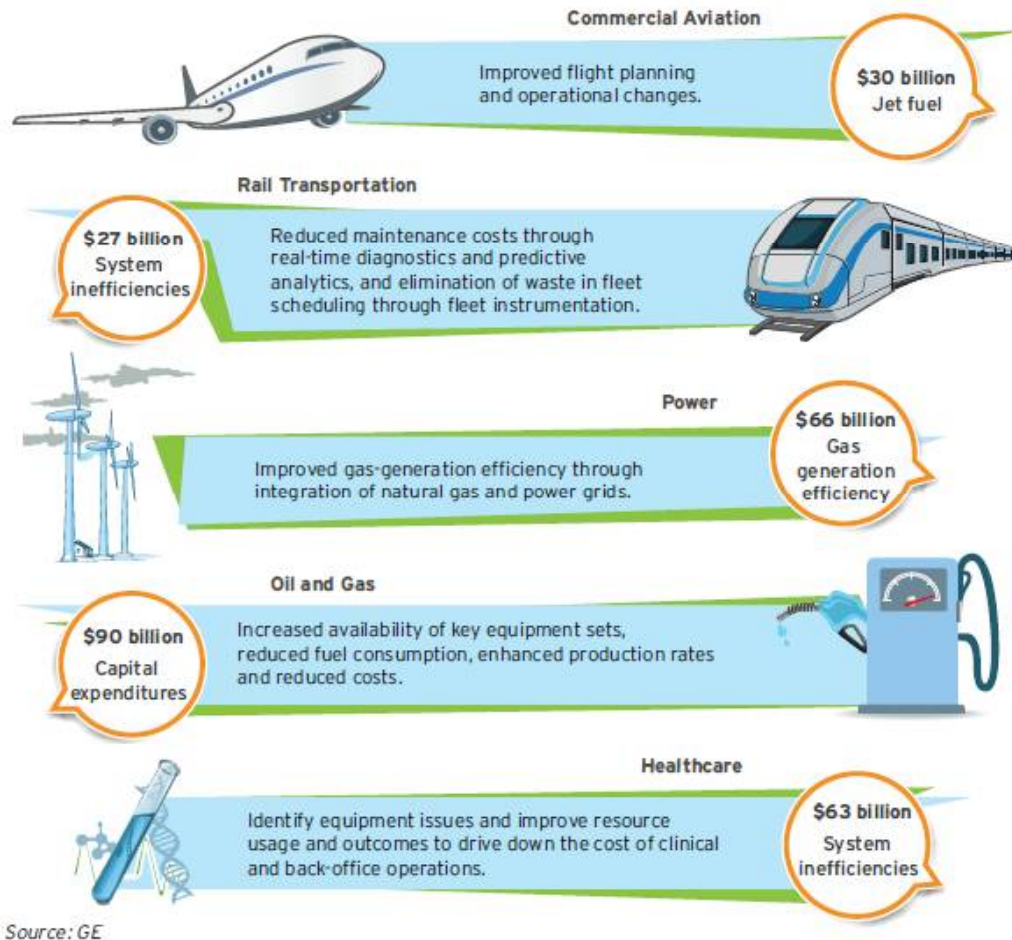 Commercial Aviation
Improved flight planning
and operational changes.
$30 billion
Jet fuel
Rail Transportation
$27 billion
System
inefficiencies
Reduced maintenance costs through
real-time diagnostics and predictive
analytics, and elimination of waste in fleet
scheduling through fleet instrumentation.
Power
Improved gas-generation efficiency through
integration of natural gas and power grids.
$66 billion
Gas
generation
efficiency
Oil and Gas
$90 billion
Capital
expenditures
Increased availability of key equipment sets,
reduced fuel consumption, enhanced production rates
and reduced costs.
Healthcare
Identify equipment issues and improve resource
usage and outcomes to drive down the cost of clinical
and back-office operations.
$63 billion
System
inefficiencies
Source: GE